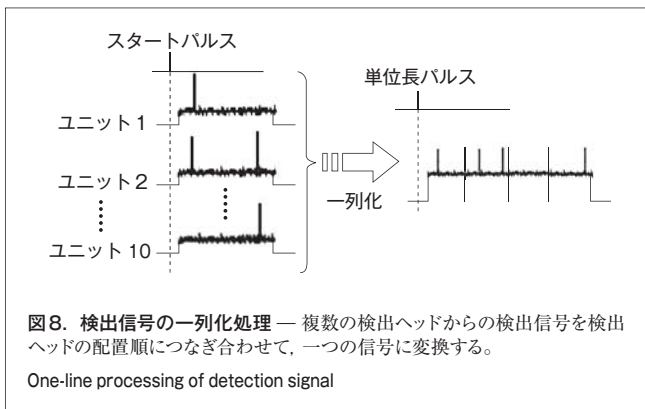 スタートパルス
単位長パルス
ユニット 1
ユニット 2
一列化
ユニット 10
図8. 検出信号の一列化処理 — 複数の検出ヘッドからの検出信号を検出
ヘッドの配置順につなぎ合わせて，一つの信号に変換する。
One-line processing of detection signal